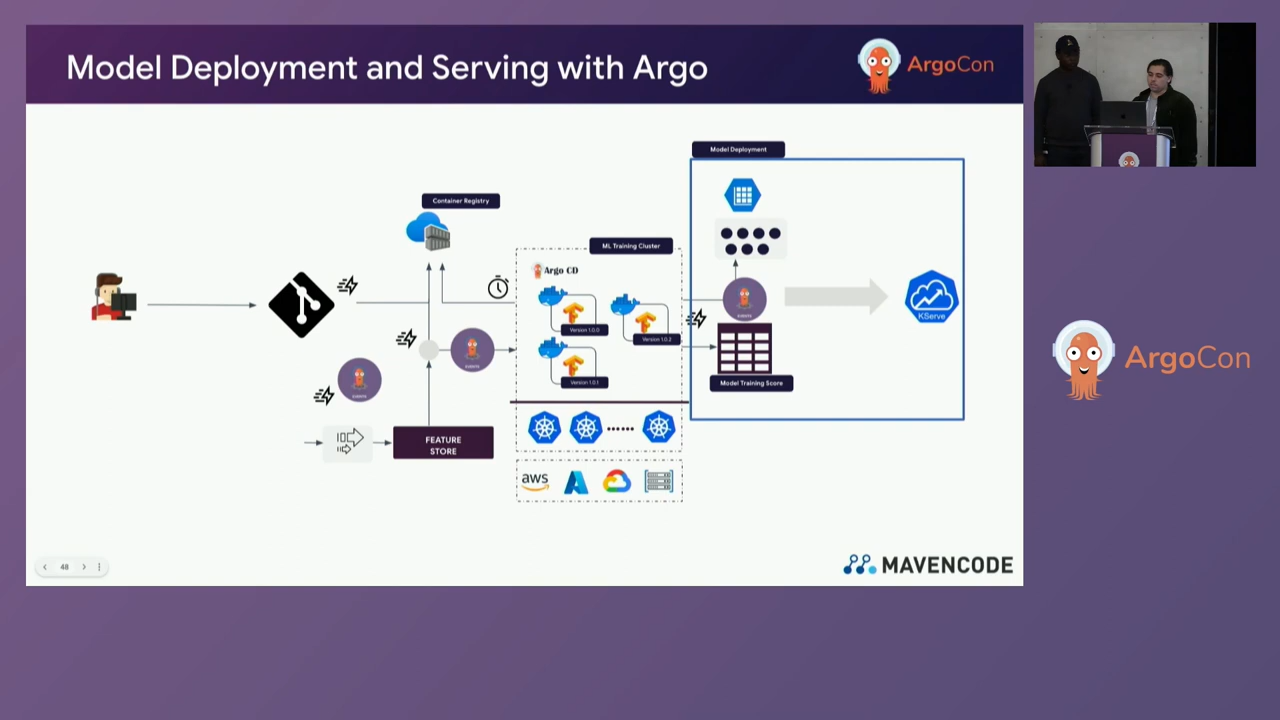 Model Deployment and Serving with Argo
ArgoCon
Model Deployment
Container Registry
ML Training Cluster
Argo CD
Version 1.0.0
Version 1.0.2
Version 1.0.1
KServe
Model Training Score
FEATURE
STORE
aws
48
MAVENCODE
ArgoCon